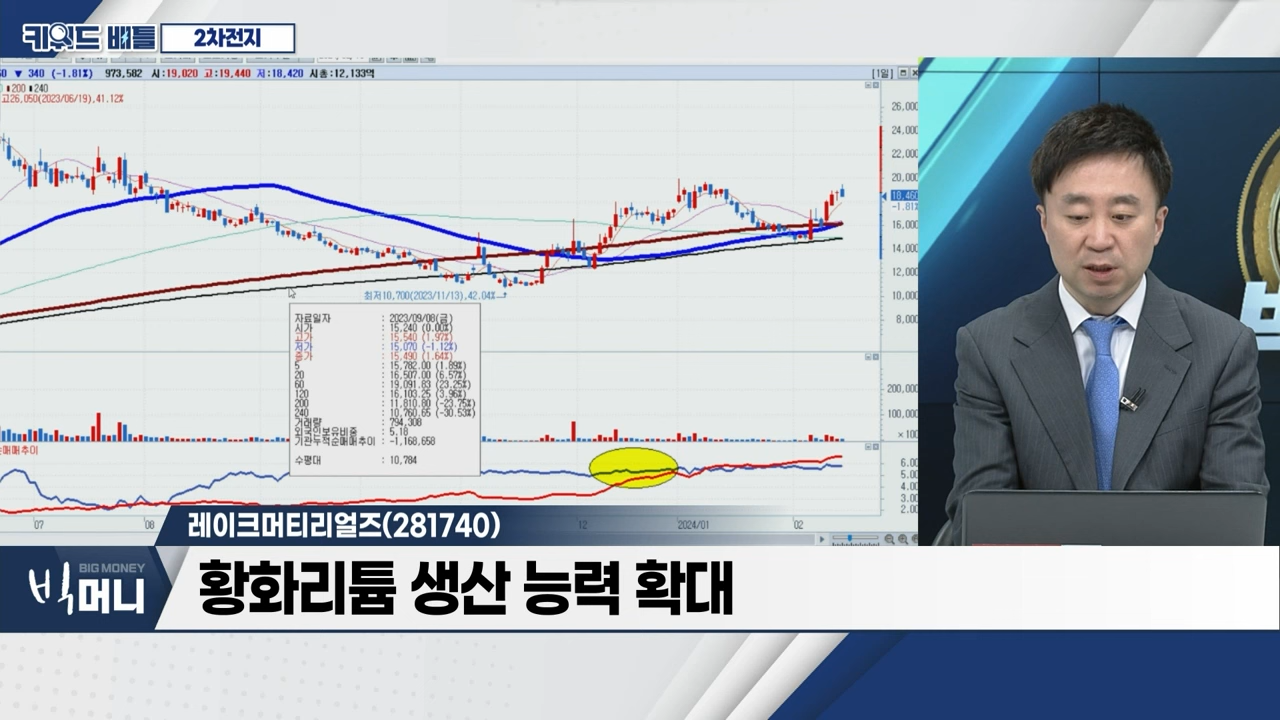 키워드 배틀
2차전지
▼ 340 (-1.81%) 973,582 시:19,020 고:19,440 저:18,420 시총:12,133억
[1일]
200 240
고26,050(2023/06/19),41.12%
26,000
24,000
22,000
20,000
16,000
14,000
12,000
10,000
8,000
최저10,700(2023/11/13),42.04%→
자료일자 : 2023/09/08(금)
시가 : 15,240 (0.00%)
고가 : 15,540 (1.97%)
저가 : 15,070 (-1.12%)
종가 : 15,490 (1.64%)
5 : 15,782.00 (1.89%)
20 : 16,507.00 (6.57%)
60 : 19,091.83 (23.25%)
120 : 16,103.25 (3.96%)
200 : 11,810.80 (-23.75%)
240 : 10,760.65 (-30.53%)
거래량 : 794,308
외국인보유비중 : 5.18
기관누적순매매추이 : -1,168,658
수평대 : 10,784
200,000
100,000
×100
순매매추이
6.00
4.00
3.00
2.00
07 08 12 2024/01 02
레이크머티리얼즈(281740)
BIG MONEY
빅머니
황화리튬 생산 능력 확대